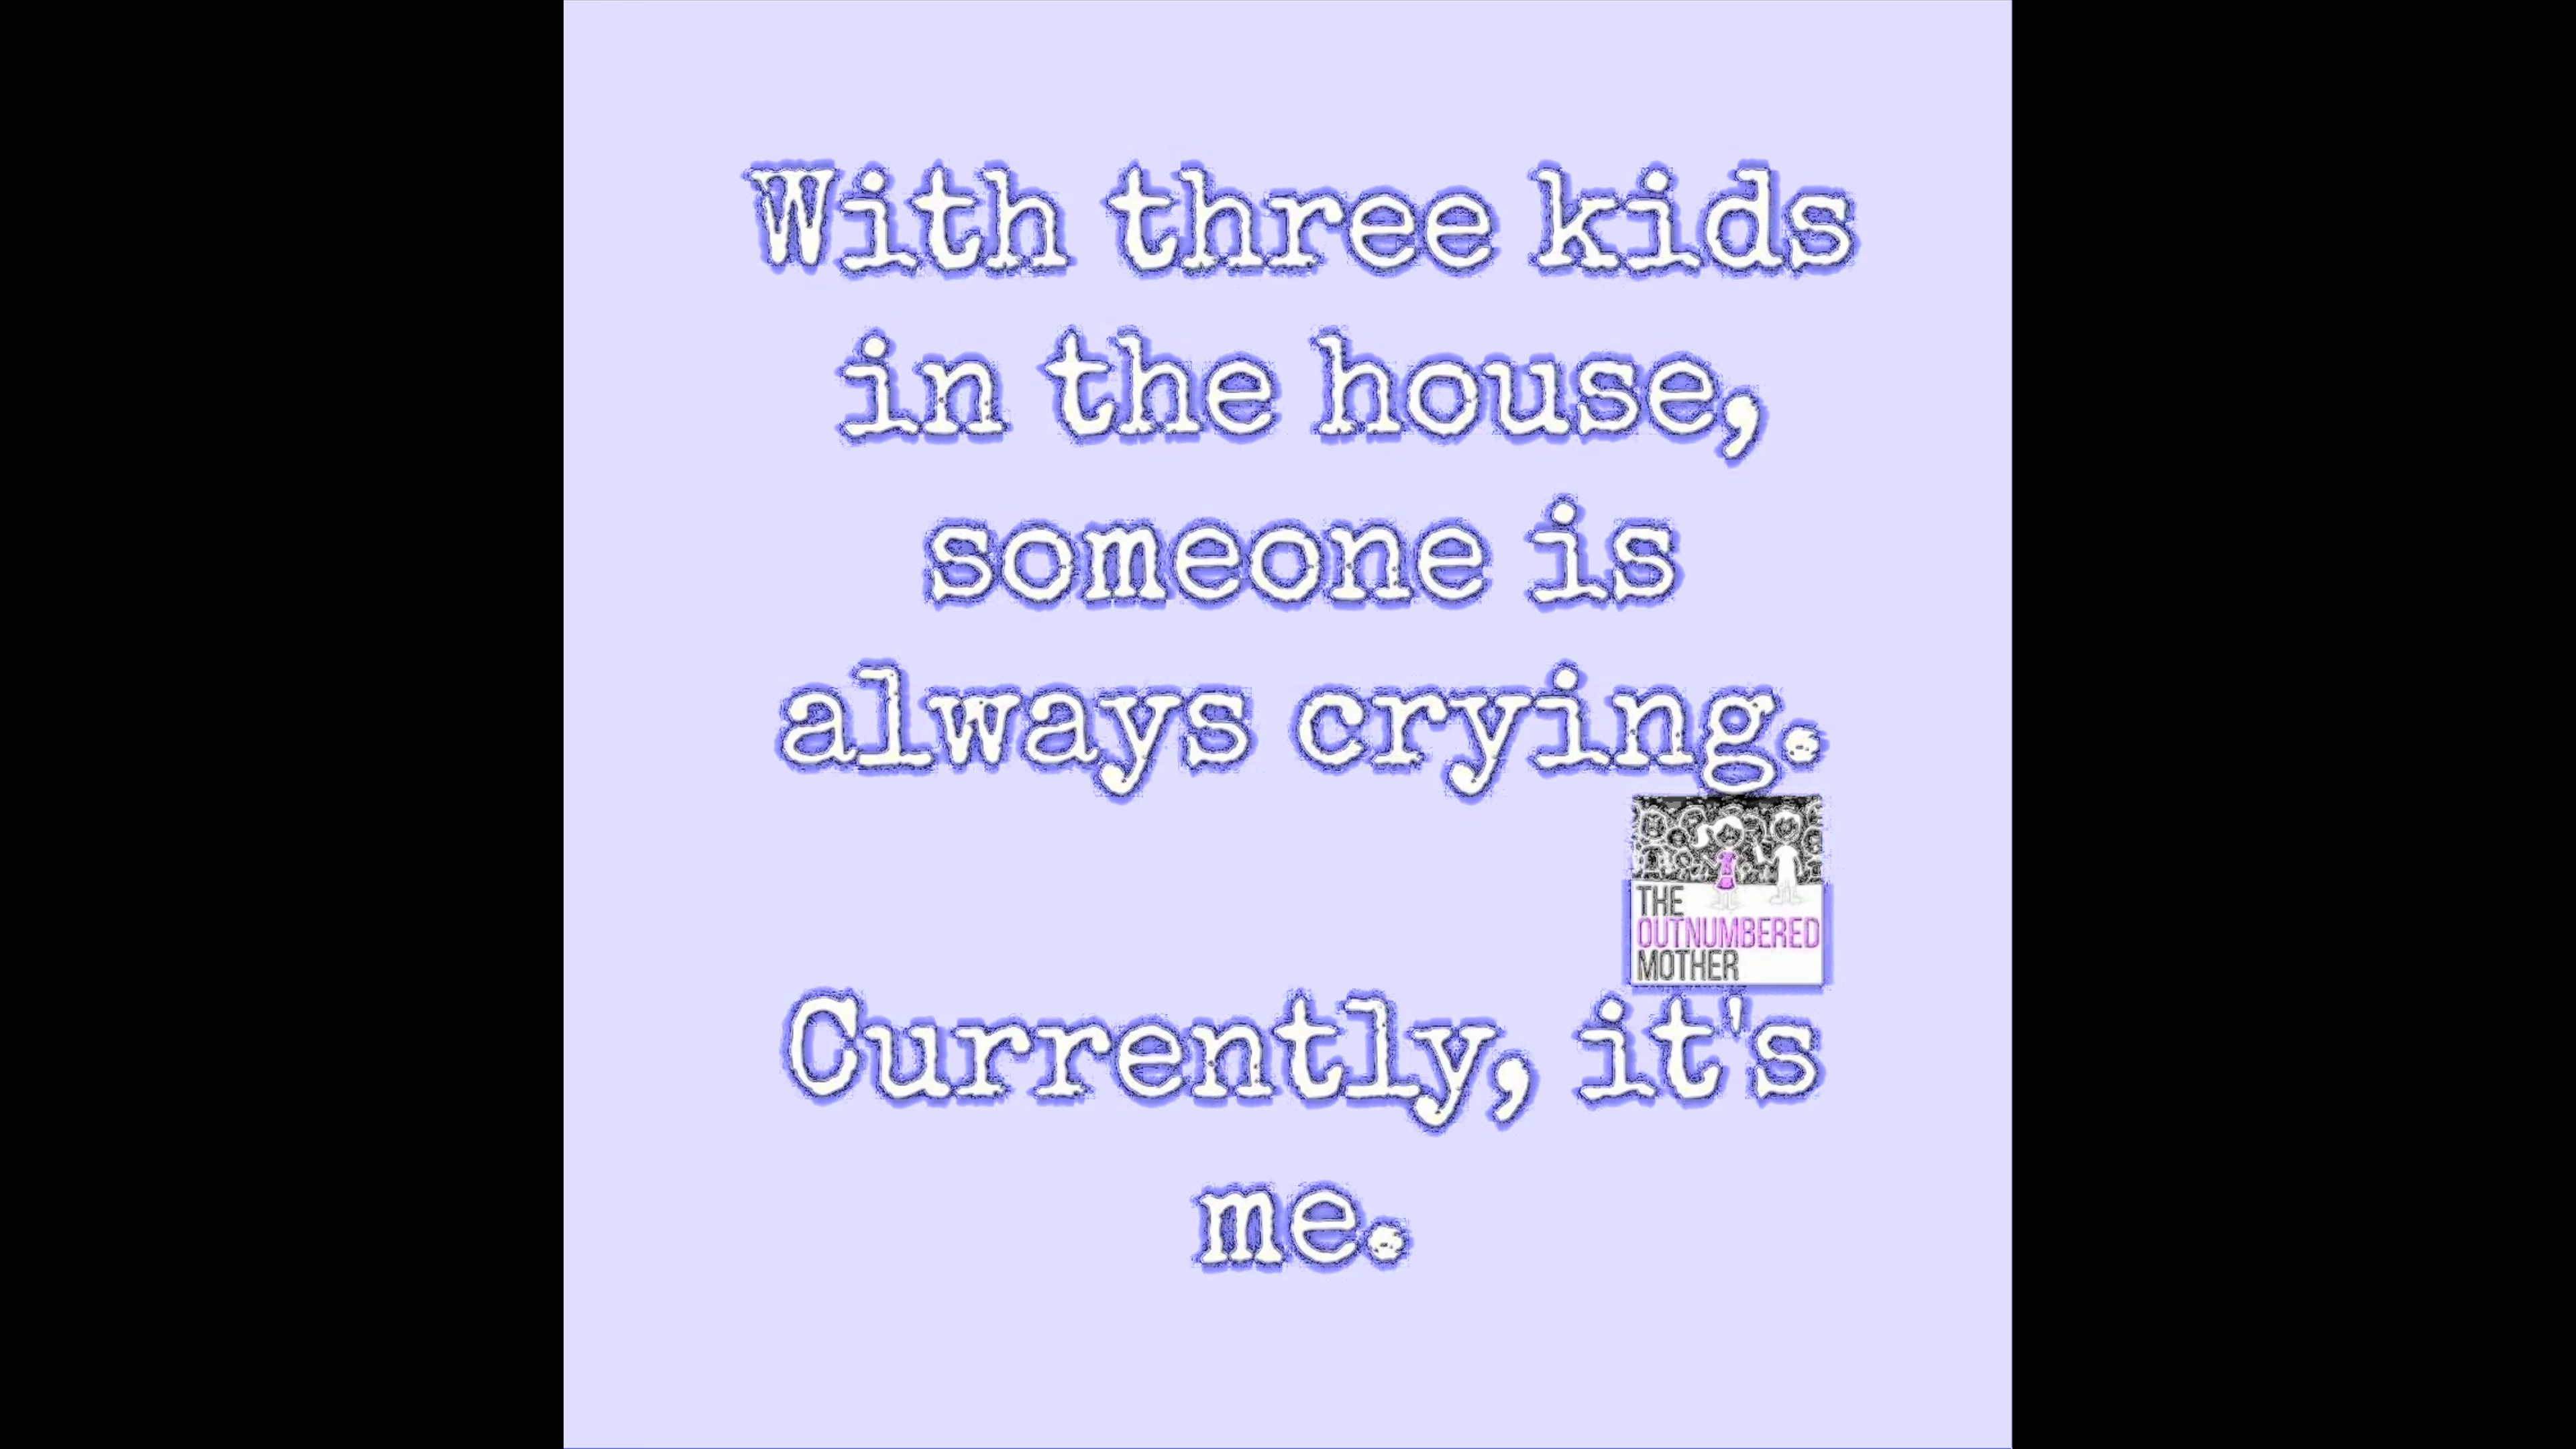 With three kids
in the house,
someone is
always crying.
THE
OUTNUMBERED
MOTHER
Currently, it's
me.